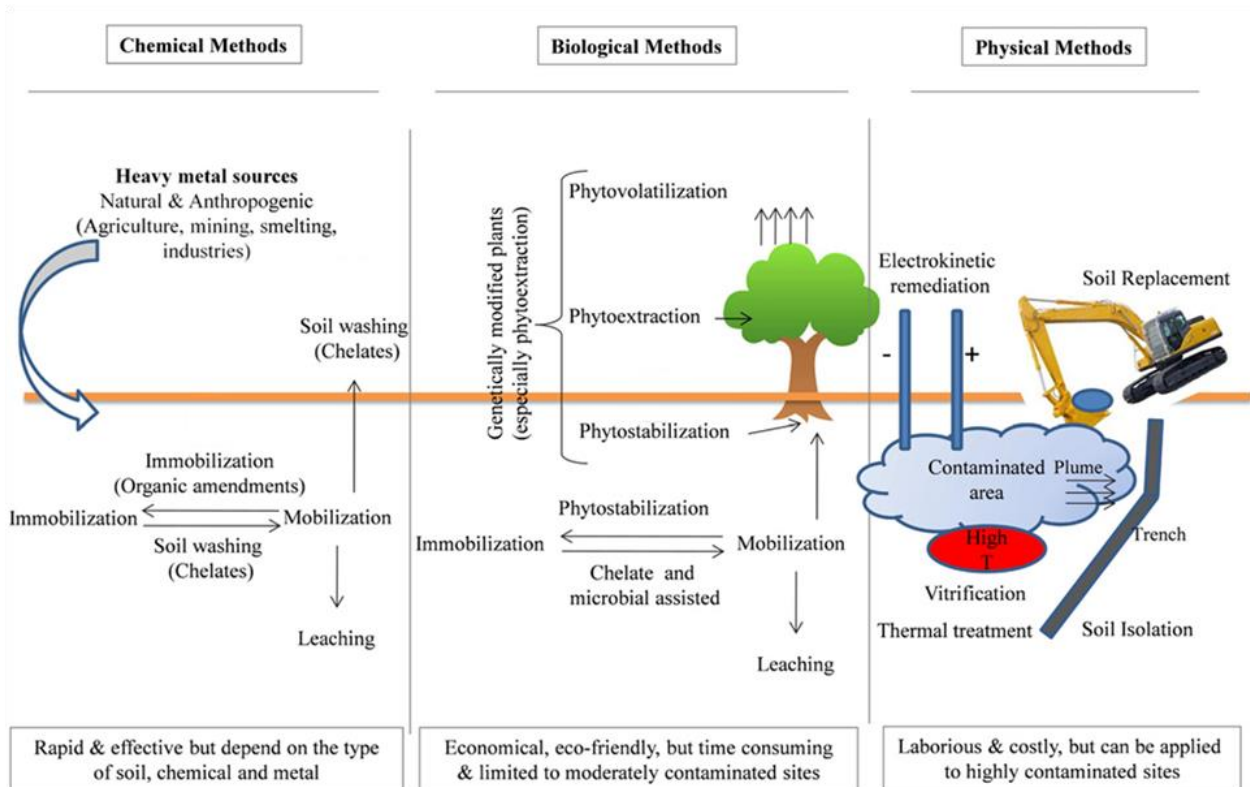 Chemical Methods
Heavy metal sources
Natural & Anthropogenic
(Agriculture, mining, smelting,
industries)
Soil washing
(Chelates)
Immobilization
(Organic amendments)
Immobilization
Mobilization
Soil washing
(Chelates)
Leaching
Rapid & effective but depend on the type
of soil, chemical and metal
Biological Methods
Genetically modified plants
(especially phytoextraction)
Phytovolatilization
Phytoextraction
Phytostabilization
Phytostabilization
Immobilization
Mobilization
Chelate and
microbial assisted
Leaching
Economical, eco-friendly, but time consuming
& limited to moderately contaminated sites
Physical Methods
Electrokinetic
remediation
Soil Replacement
-
+
Contaminated
area
Plume
High
T
Trench
Vitrification
Thermal treatment
Soil Isolation
Laborious & costly, but can be applied
to highly contaminated sites